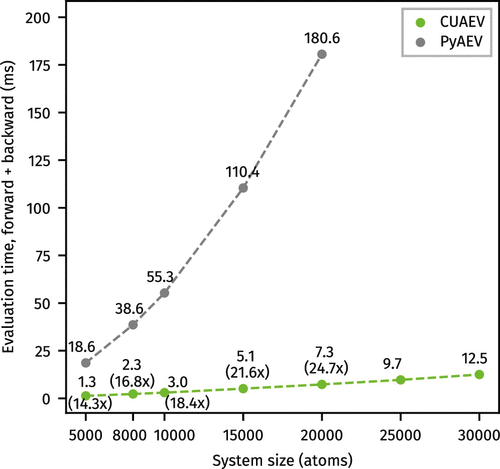 200
175
150
125
100
75
50
25
0
Evaluation time, forward + backward (ms)
CUAEV
PyAEV
180.6
110.4
55.3
38.6
18.6
1.3
(14.3x)
2.3
(16.8x)
3.0
(18.4x)
5.1
(21.6x)
7.3
(24.7x)
9.7
12.5
5000 8000 10000 15000 20000 25000 30000
System size (atoms)